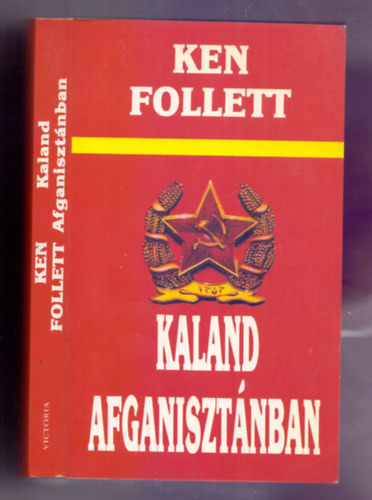 KEN
FOLLETT
KALAND
AFGANISZTÁNBAN
KEN
FOLLETT
Kaland
Afganisztánban
VICTORIA